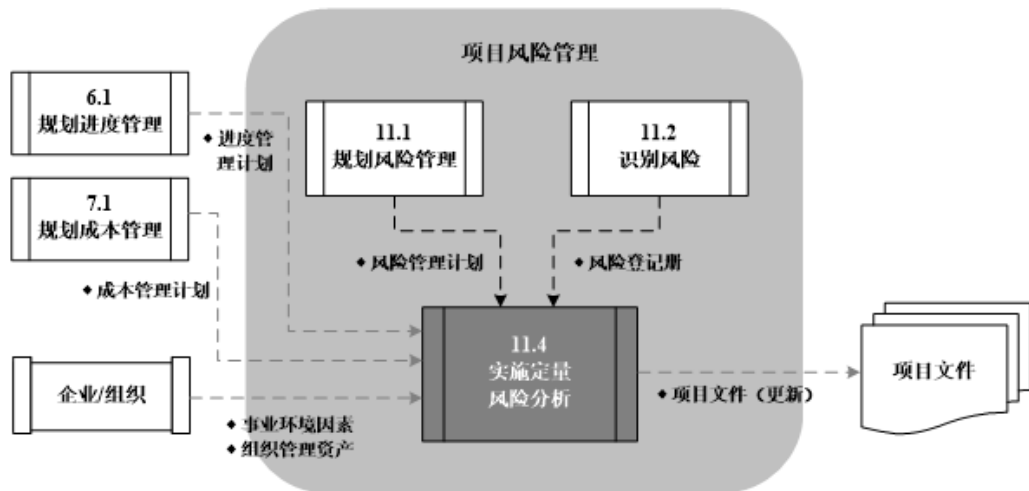 项目风险管理
6.1
规划进度管理
◆ 进度管
理计划
11.1
规划风险管理
11.2
识别风险
7.1
规划成本管理
◆ 成本管理计划
◆ 风险管理计划
◆ 风险登记册
11.4
实施定量
风险分析
企业/组织
◆ 事业环境因素
◆ 组织管理资产
◆ 项目文件（更新）
项目文件